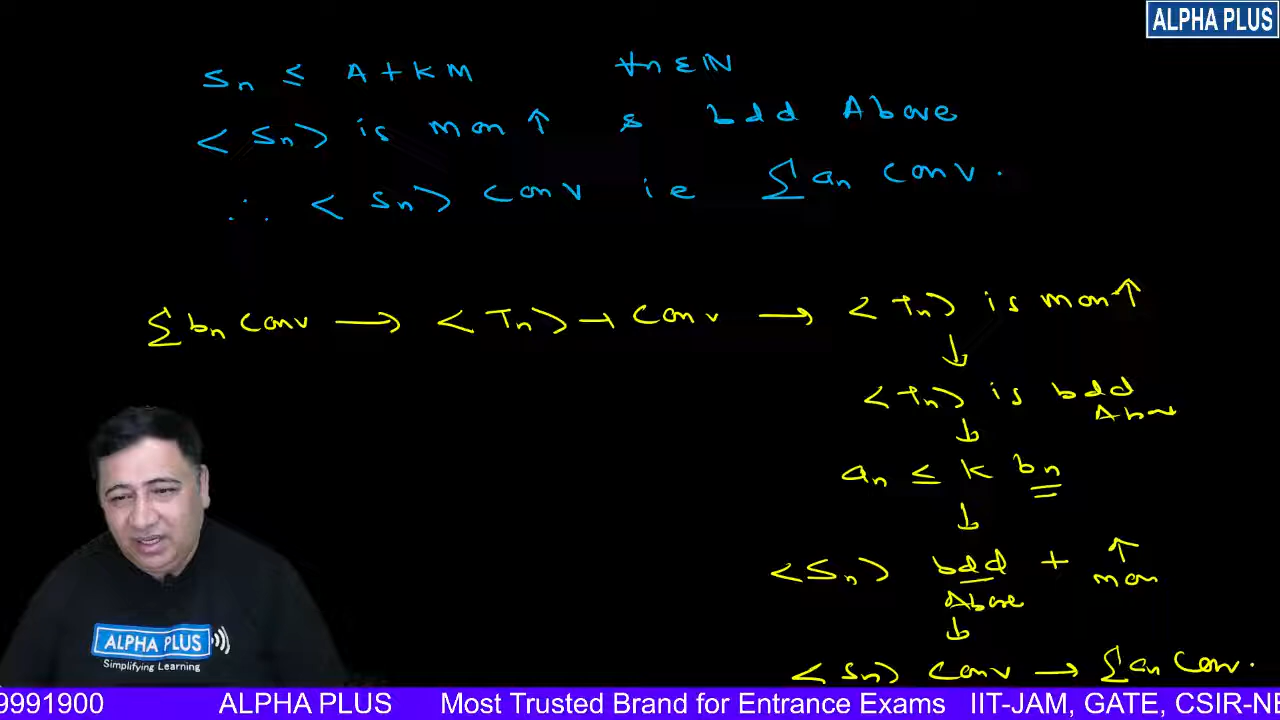 ALPHA PLUS
Sn ≤ A + K M ∀n ε ℕ
<Sn> is mon ↑ & bdd Above
∴ <Sn> conv ie Σan conv.
Σbn conv → <Tn> → conv → <Tn> is mon ↑
↓
<Tn> is bdd
Above
↓
an ≤ k bn
↓
<Sn> bdd + ↑
Above mon
↓
<Sn> conv → Σan conv.
ALPHA PLUS
Simplifying Learning
9991900 ALPHA PLUS Most Trusted Brand for Entrance Exams IIT-JAM, GATE, CSIR-NE